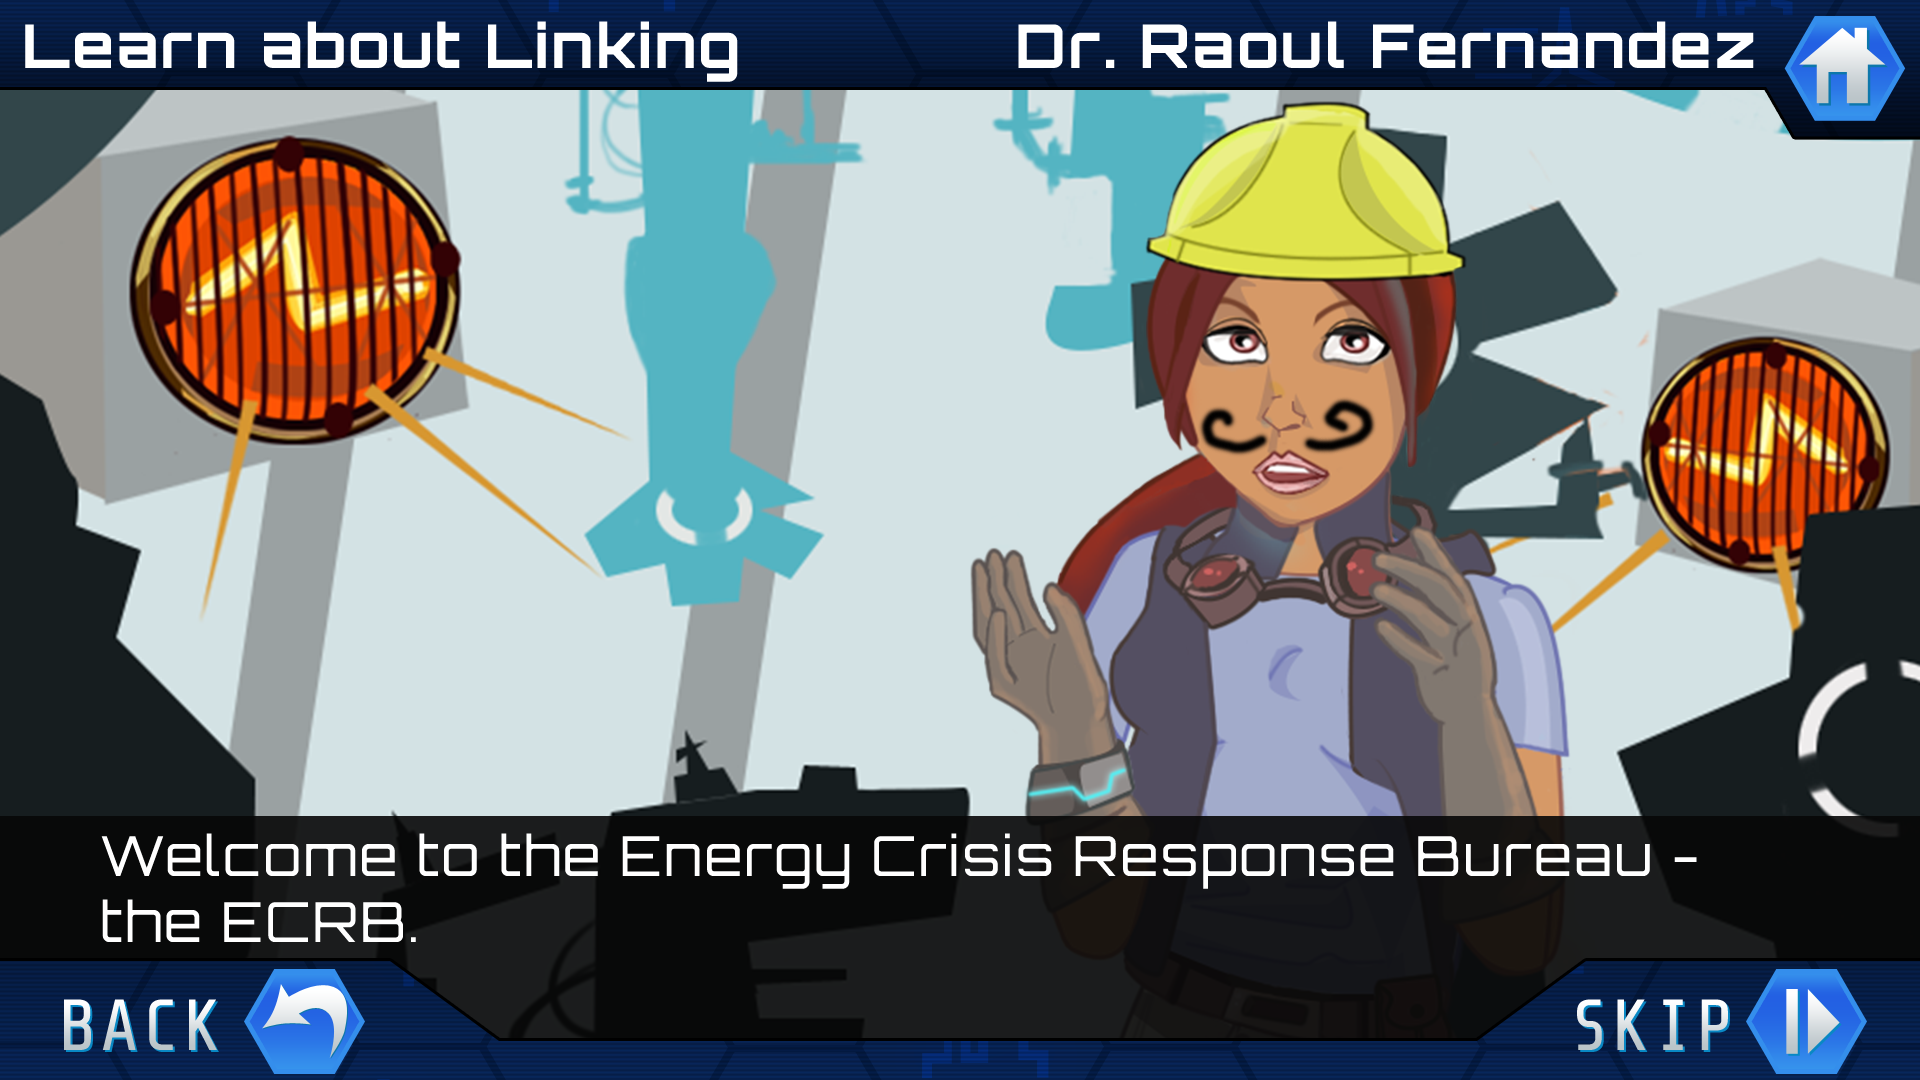 Learn about Linking
Dr. Raoul Fernandez
Welcome to the Energy Crisis Response Bureau -
the ECRB.
BACK
SKIP